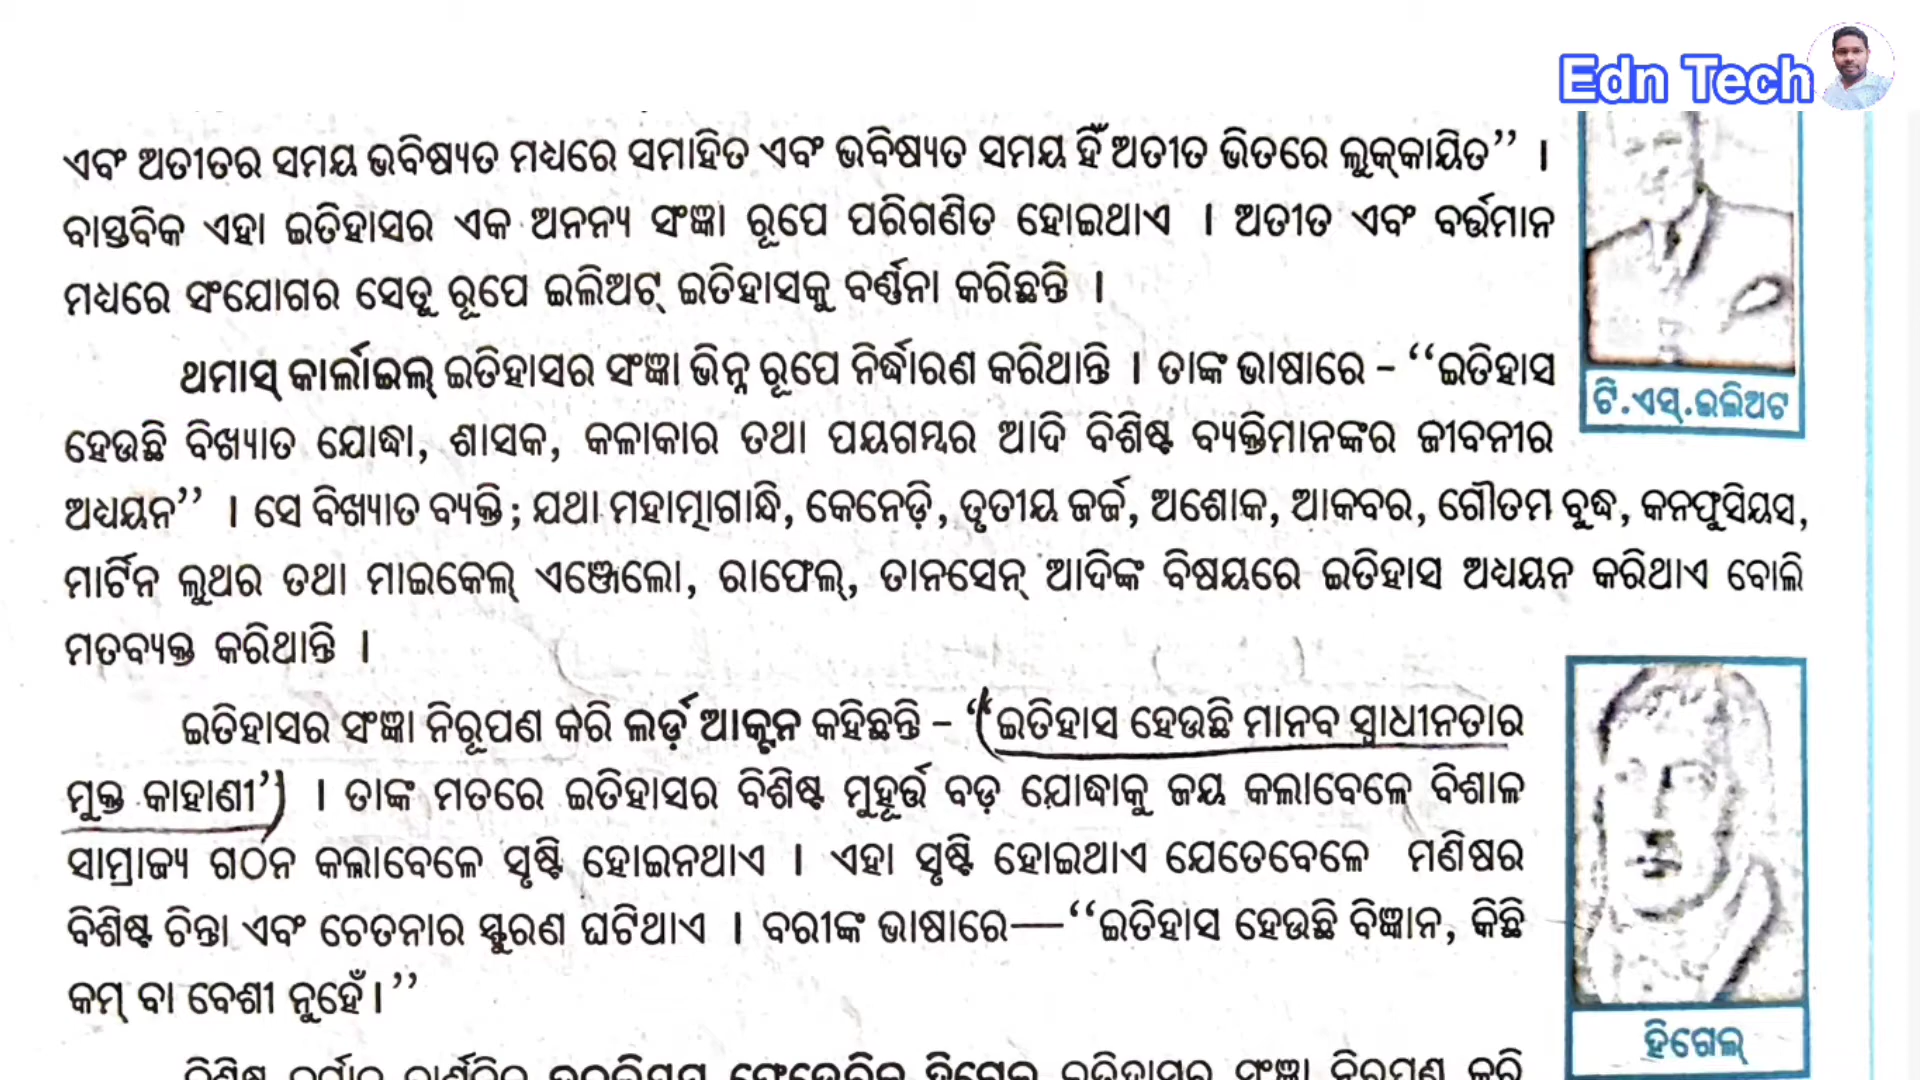 Edn Tech
ଏବଂ ଅତୀତର ସମୟ ଭବିଷ୍ୟତ ମଧ୍ୟରେ ସମାହିତ ଏବଂ ଭବିଷ୍ୟତ ସମୟ ହିଁ ଅତୀତ ଭିତରେ ଲୁକ୍‌କାୟିତ’’ ।
ବାସ୍ତବିକ ଏହା ଇତିହାସର ଏକ ଅନନ୍ୟ ସଂଜ୍ଞା ରୂପେ ପରିଗଣିତ ହୋଇଥାଏ । ଅତୀତ ଏବଂ ବର୍ତ୍ତମାନ
ମଧ୍ୟରେ ସଂଯୋଗର ସେତୁ ରୂପେ ଇଲିଅଟ୍ ଇତିହାସକୁ ବର୍ଣ୍ଣନା କରିଛନ୍ତି ।
ଟି.ଏସ୍.ଇଲିଅଟ
ଥମାସ୍ କାର୍ଲାଇଲ୍ ଇତିହାସର ସଂଜ୍ଞା ଭିନ୍ନ ରୂପେ ନିର୍ଦ୍ଧାରଣ କରିଥାନ୍ତି । ତାଙ୍କ ଭାଷାରେ - ‘‘ଇତିହାସ
ହେଉଛି ବିଖ୍ୟାତ ଯୋଦ୍ଧା, ଶାସକ, କଳାକାର ତଥା ପୟଗମ୍ବର ଆଦି ବିଶିଷ୍ଟ ବ୍ୟକ୍ତିମାନଙ୍କର ଜୀବନୀର
ଅଧ୍ୟୟନ’’ । ସେ ବିଖ୍ୟାତ ବ୍ୟକ୍ତି; ଯଥା ମହାତ୍ମାଗାନ୍ଧି, କେନେଡ଼ି, ତୃତୀୟ ଜର୍ଜ, ଅଶୋକ, ଆକବର, ଗୌତମ ବୁଦ୍ଧ, କନଫୁସିୟସ,
ମାର୍ଟିନ ଲୁଥର ତଥା ମାଇକେଲ୍ ଏଞ୍ଜେଲୋ, ରାଫେଲ୍, ତାନସେନ୍ ଆଦିଙ୍କ ବିଷୟରେ ଇତିହାସ ଅଧ୍ୟୟନ କରିଥାଏ ବୋଲି
ମତବ୍ୟକ୍ତ କରିଥାନ୍ତି ।
ଇତିହାସର ସଂଜ୍ଞା ନିରୂପଣ କରି ଲର୍ଡ଼ ଆକ୍ଟନ କହିଛନ୍ତି - ‘‘ଇତିହାସ ହେଉଛି ମାନବ ସ୍ୱାଧୀନତାର
ମୁକ୍ତ କାହାଣୀ’’ । ତାଙ୍କ ମତରେ ଇତିହାସର ବିଶିଷ୍ଟ ମୁହୂର୍ତ୍ତ ବଡ଼ ଯୋଦ୍ଧାକୁ ଜୟ କଲାବେଳେ ବିଶାଳ
ସାମ୍ରାଜ୍ୟ ଗଠନ କଲାବେଳେ ସୃଷ୍ଟି ହୋଇନଥାଏ । ଏହା ସୃଷ୍ଟି ହୋଇଥାଏ ଯେତେବେଳେ ମଣିଷର
ବିଶିଷ୍ଟ ଚିନ୍ତା ଏବଂ ଚେତନାର ସ୍ଫୁରଣ ଘଟିଥାଏ । ବରୀଙ୍କ ଭାଷାରେ—‘‘ଇତିହାସ ହେଉଛି ବିଜ୍ଞାନ, କିଛି
କମ୍ ବା ବେଶୀ ନୁହେଁ।’’
ହିଗେଲ୍